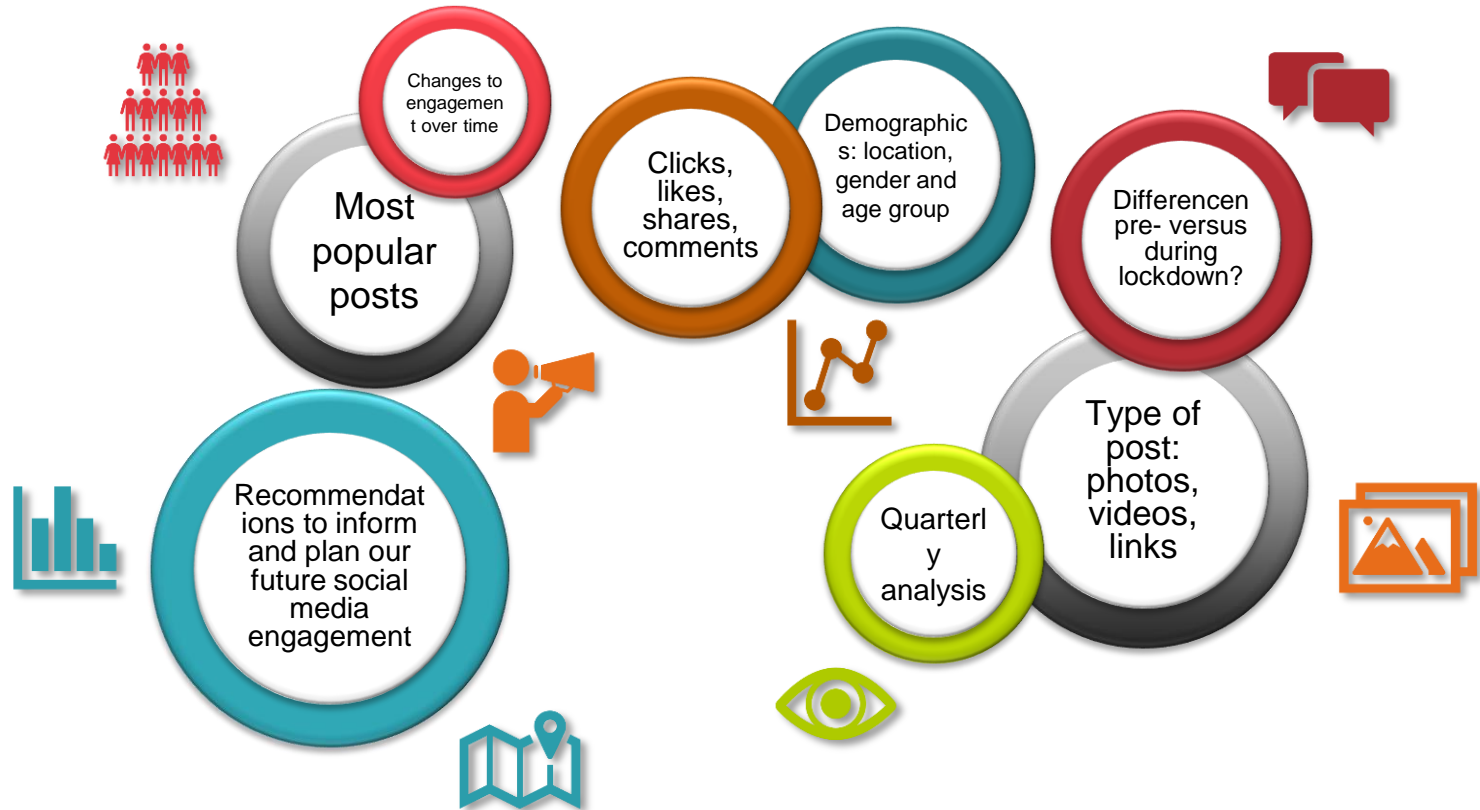 Changes to
engagemen
t over time
Most
popular
posts
Recommendat
ions to inform
and plan our
future social
media
engagement
Clicks,
likes,
shares,
comments
Demographic
s: location,
gender and
age group
Differencen
pre- versus
during
lockdown?
Type of
post:
photos,
videos,
links
Quarterl
y
analysis